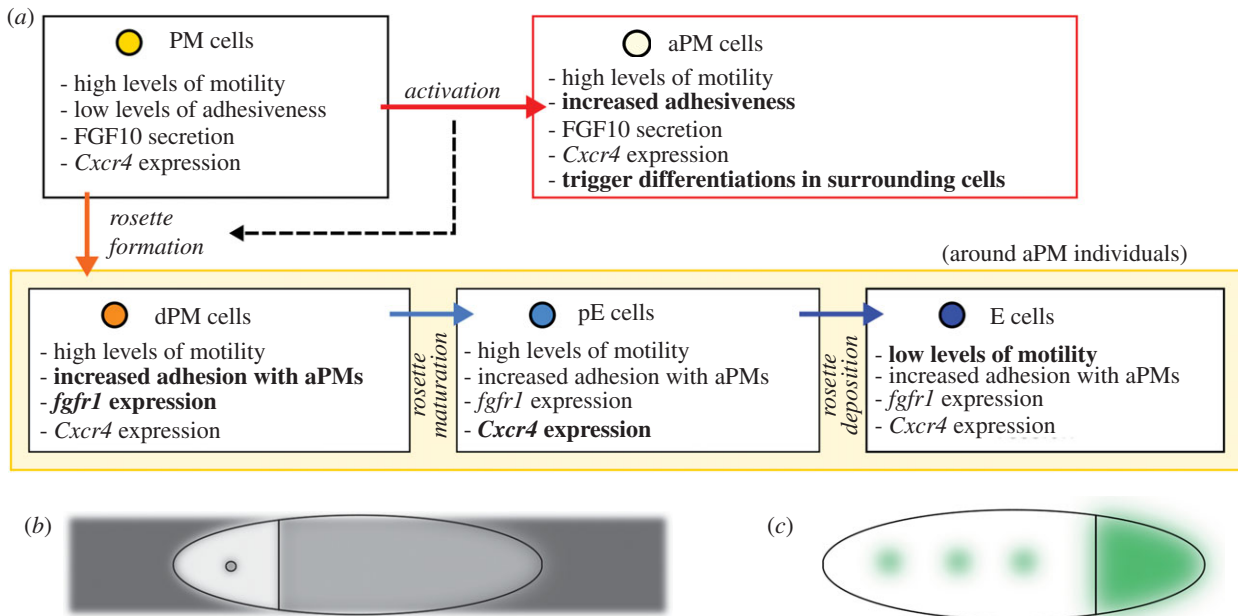 (a)
PM cells
- high levels of motility
- low levels of adhesiveness
- FGF10 secretion
- Cxcr4 expression
activation
aPM cells
- high levels of motility
- increased adhesiveness
- FGF10 secretion
- Cxcr4 expression
- trigger differentiations in surrounding cells
rosette
formation
(around aPM individuals)
dPM cells
- high levels of motility
- increased adhesion with aPMs
- fgfr1 expression
- Cxcr4 expression
rosette
maturation
pE cells
- high levels of motility
- increased adhesion with aPMs
- fgfr1 expression
- Cxcr4 expression
rosette
deposition
E cells
- low levels of motility
- increased adhesion with aPMs
- fgfr1 expression
- Cxcr4 expression
(b)
(c)